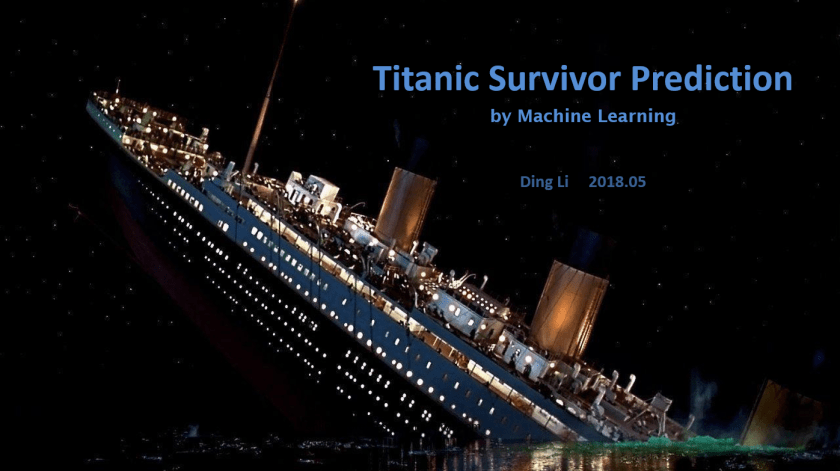 Titanic Survivor Prediction
by Machine Learning
Ding Li 2018.05